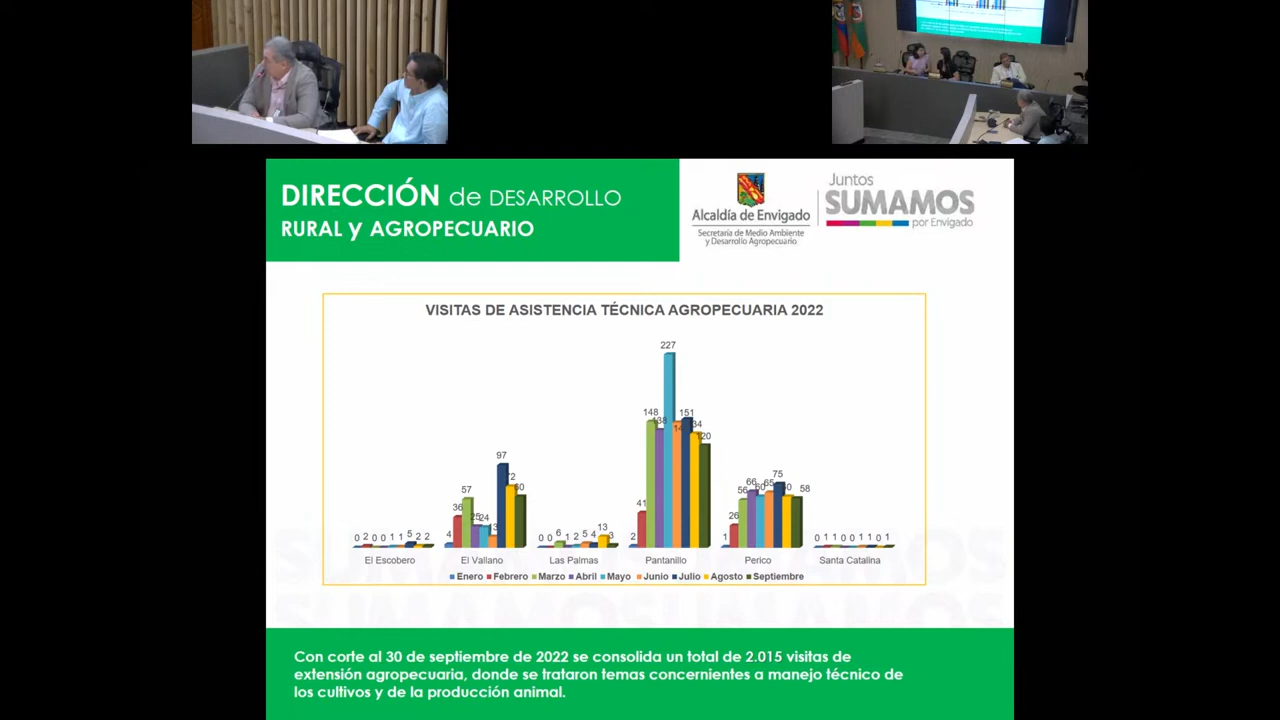 DIRECCIÓN de DESARROLLO
RURAL y AGROPECUARIO
Alcaldía de Envigado
Secretaría de Medio Ambiente
y Desarrollo Agropecuario
Juntos
SUMAMOS
por Envigado
VISITAS DE ASISTENCIA TÉCNICA AGROPECUARIA 2022
0 2 0 0 1 1 5 2 2
4 36 57 25 24 97 60
0 0 6 1 2 5 4 13 3
2 41 148 138 227 151 120
1 26 56 66 60 65 75 58
0 1 1 0 0 1 1 0 1
El Escobero El Vallano Las Palmas Pantanillo Perico Santa Catalina
Enero Febrero Marzo Abril Mayo Junio Julio Agosto Septiembre
Con corte al 30 de septiembre de 2022 se consolida un total de 2.015 visitas de
extensión agropecuaria, donde se trataron temas concernientes a manejo técnico de
los cultivos y de la producción animal.